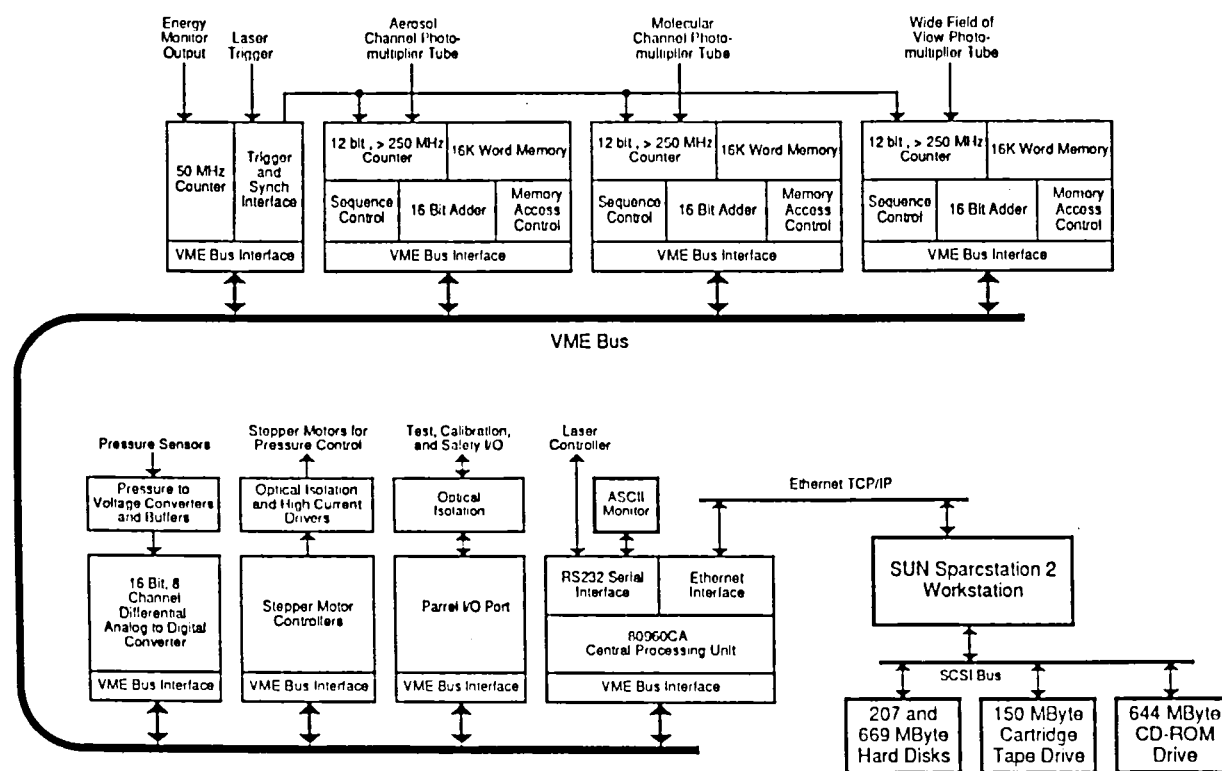 Energy
Monitor
Output
Laser
Trigger
Aerosol
Channel Photo-
multiplier Tube
Molecular
Channel Photo-
multiplier Tube
Wide Field of
View Photo-
multiplier Tube
50 MHz
Counter
Trigger
and
Synch
Interface
VME Bus Interface
12 bit , > 250 MHz
Counter
16K Word Memory
Sequence
Control
16 Bit Adder
Memory
Access
Control
VME Bus Interface
12 bit , > 250 MHz
Counter
16K Word Memory
Sequence
Control
16 Bit Adder
Memory
Access
Control
VME Bus Interface
12 bit , > 250 MHz
Counter
16K Word Memory
Sequence
Control
16 Bit Adder
Memory
Access
Control
VME Bus Interface
VME Bus
Pressure Sensors
Stepper Motors for
Pressure Control
Test, Calibration,
and Safety I/O
Laser
Controller
Pressure to
Voltage Converters
and Buffers
Optical Isolation
and High Current
Drivers
Optical
Isolation
ASCII
Monitor
Ethernet TCP/IP
16 Bit, 8
Channel
Differential
Analog to Digital
Converter
VME Bus Interface
Stepper Motor
Controllers
VME Bus Interface
Parrel I/O Port
VME Bus Interface
RS232 Serial
Interface
Ethernet
Interface
80960CA
Central Processing Unit
VME Bus Interface
SUN Sparcstation 2
Workstation
SCSI Bus
207 and
669 MByte
Hard Disks
150 MByte
Cartridge
Tape Drive
644 MByte
CD-ROM
Drive